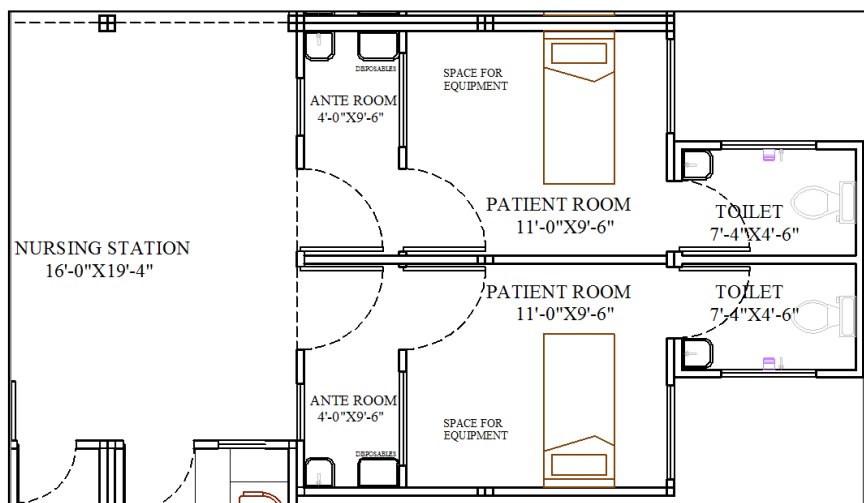 DISPOSABLES
SPACE FOR
EQUIPMENT
ANTE ROOM
4'-0"X9'-6"
PATIENT ROOM
11'-0"X9'-6"
TOILET
7'-4"X4'-6"
NURSING STATION
16'-0"X19'-4"
PATIENT ROOM
11'-0"X9'-6"
TOILET
7'-4"X4'-6"
ANTE ROOM
4'-0"X9'-6"
SPACE FOR
EQUIPMENT
DISPOSABLES